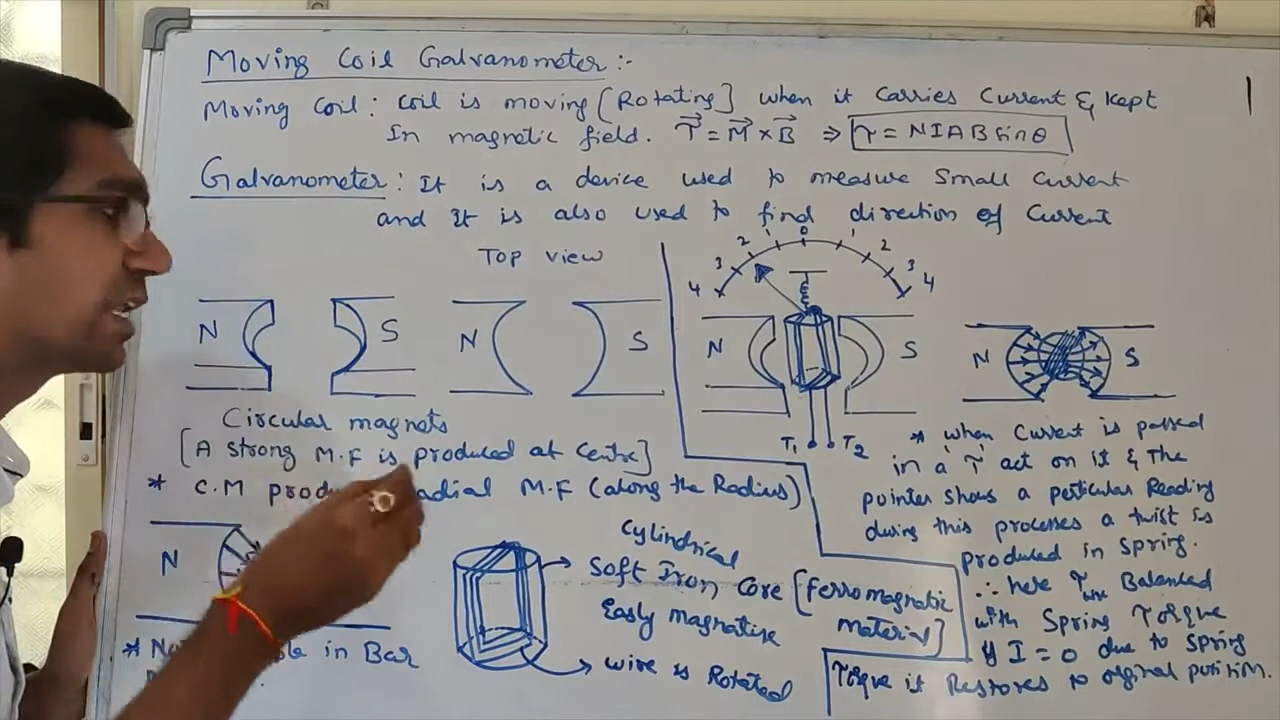 Moving Coil Galvanometer:-
Moving Coil: Coil is moving [Rotating] when it Carries Current & kept
In magnetic field. τ = M × B ⇒ τ = NIAB sinθ
1
Galvanometer: It is a device used to measure Small Current
and It is also used to find direction of Current
Top view
N S N S
Circular magnets
[A strong M.F is produced at Centre]
* C.M radial M.F (along the Radius)
N
* in Bar
Cylindrical
Soft Iron Core [Ferromagnetic
material]
Easly magnetise
wire is Rotated
4 3 2 1 0 1 2 3 4
N S
T1 T2
N S
* when Current is passed
in a τ act on it & the
pointer shows a perticular Reading
during this processes a twist is
produced in spring.
∴ here τ Balanced
with Spring Torque
If I = 0 due to spring
Torque it Restores to orginal position.